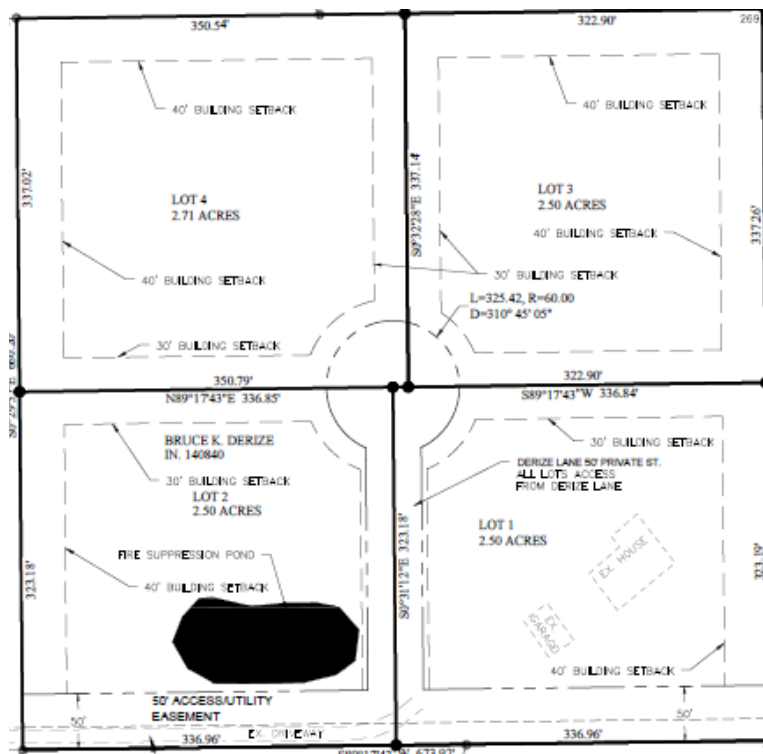 350.54'
322.90'
269
40' BUILDING SETBACK
40' BUILDING SETBACK
337.02'
S0°32'28"E 337.14'
337.26'
LOT 4
2.71 ACRES
LOT 3
2.50 ACRES
40' BUILDING SETBACK
40' BUILDING SETBACK
30' BUILDING SETBACK
L=325.42, R=60.00
D=310° 45' 05"
30' BUILDING SETBACK
350.79'
322.90'
N89°17'43"E 336.85'
S89°17'43"W 336.84'
BRUCE K. DERIZE
IN. 140840
30' BUILDING SETBACK
30' BUILDING SETBACK
LOT 2
2.50 ACRES
DERIZE LANE 50' PRIVATE ST.
ALL LOTS ACCESS
FROM DERIZE LANE
LOT 1
2.50 ACRES
FIRE SUPPRESSION POND
40' BUILDING SETBACK
323.18'
S0°31'12"E 323.18'
323.19'
EX. HOUSE
EX.
(GARAGE)
40' BUILDING SETBACK
50' ACCESS/UTILITY
EASEMENT
50'
50'
EX. DRIVEWAY
336.96'
336.96'
673.92'